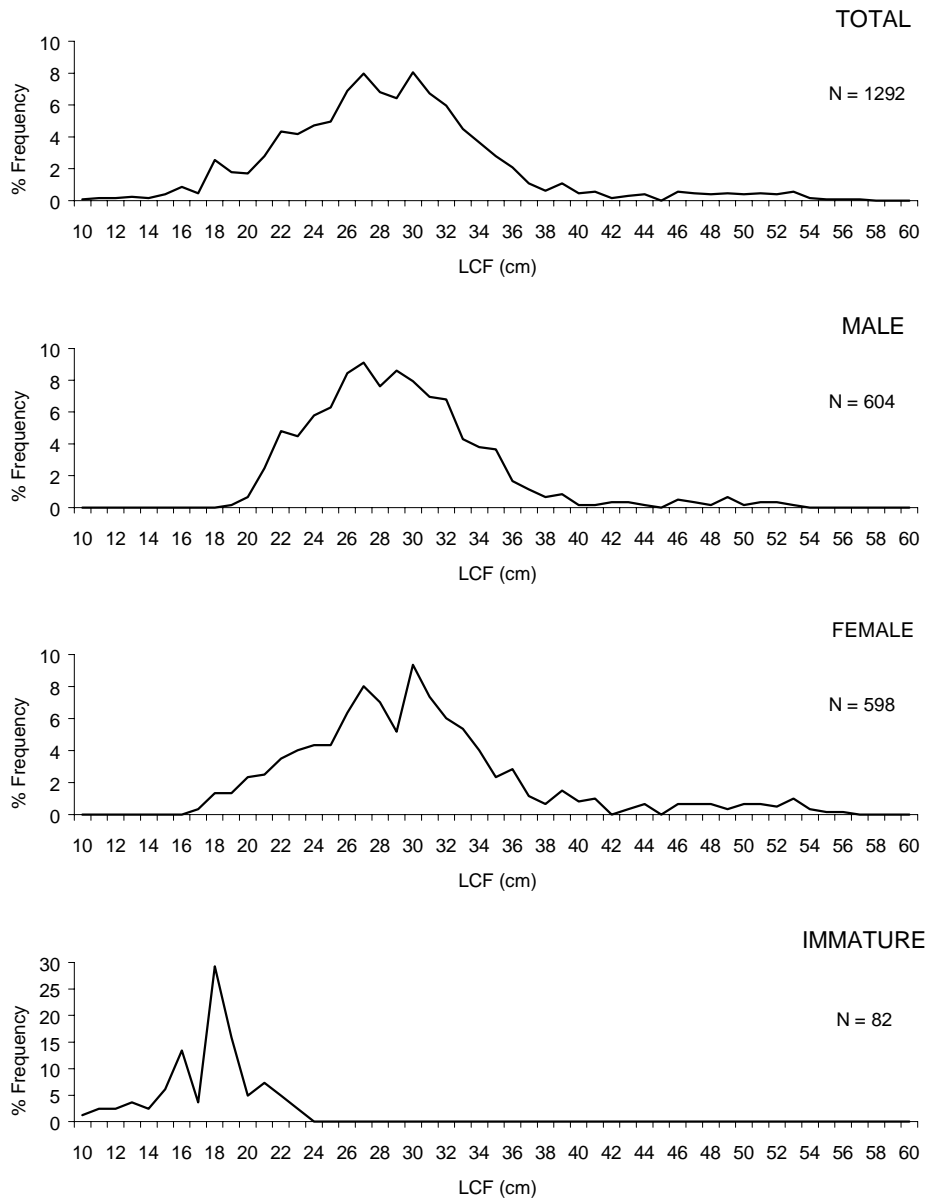 TOTAL
N = 1292
% Frequency
10
8
6
4
2
0
10 12 14 16 18 20 22 24 26 28 30 32 34 36 38 40 42 44 46 48 50 52 54 56 58 60
LCF (cm)
MALE
N = 604
% Frequency
10
8
6
4
2
0
10 12 14 16 18 20 22 24 26 28 30 32 34 36 38 40 42 44 46 48 50 52 54 56 58 60
LCF (cm)
FEMALE
N = 598
% Frequency
10
8
6
4
2
0
10 12 14 16 18 20 22 24 26 28 30 32 34 36 38 40 42 44 46 48 50 52 54 56 58 60
LCF (cm)
IMMATURE
N = 82
% Frequency
30
25
20
15
10
5
0
10 12 14 16 18 20 22 24 26 28 30 32 34 36 38 40 42 44 46 48 50 52 54 56 58 60
LCF (cm)